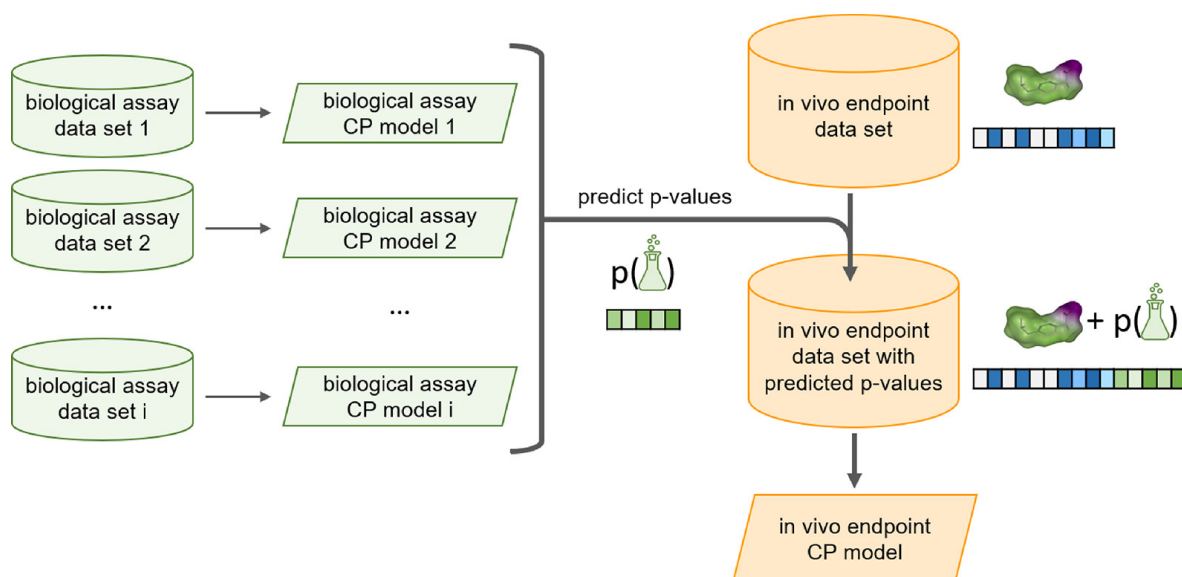 biological assay
data set 1
biological assay
CP model 1
biological assay
data set 2
biological assay
CP model 2
...
...
biological assay
data set i
biological assay
CP model i
predict p-values
p( )
in vivo endpoint
data set
in vivo endpoint
data set with
predicted p-values
+ p( )
in vivo endpoint
CP model